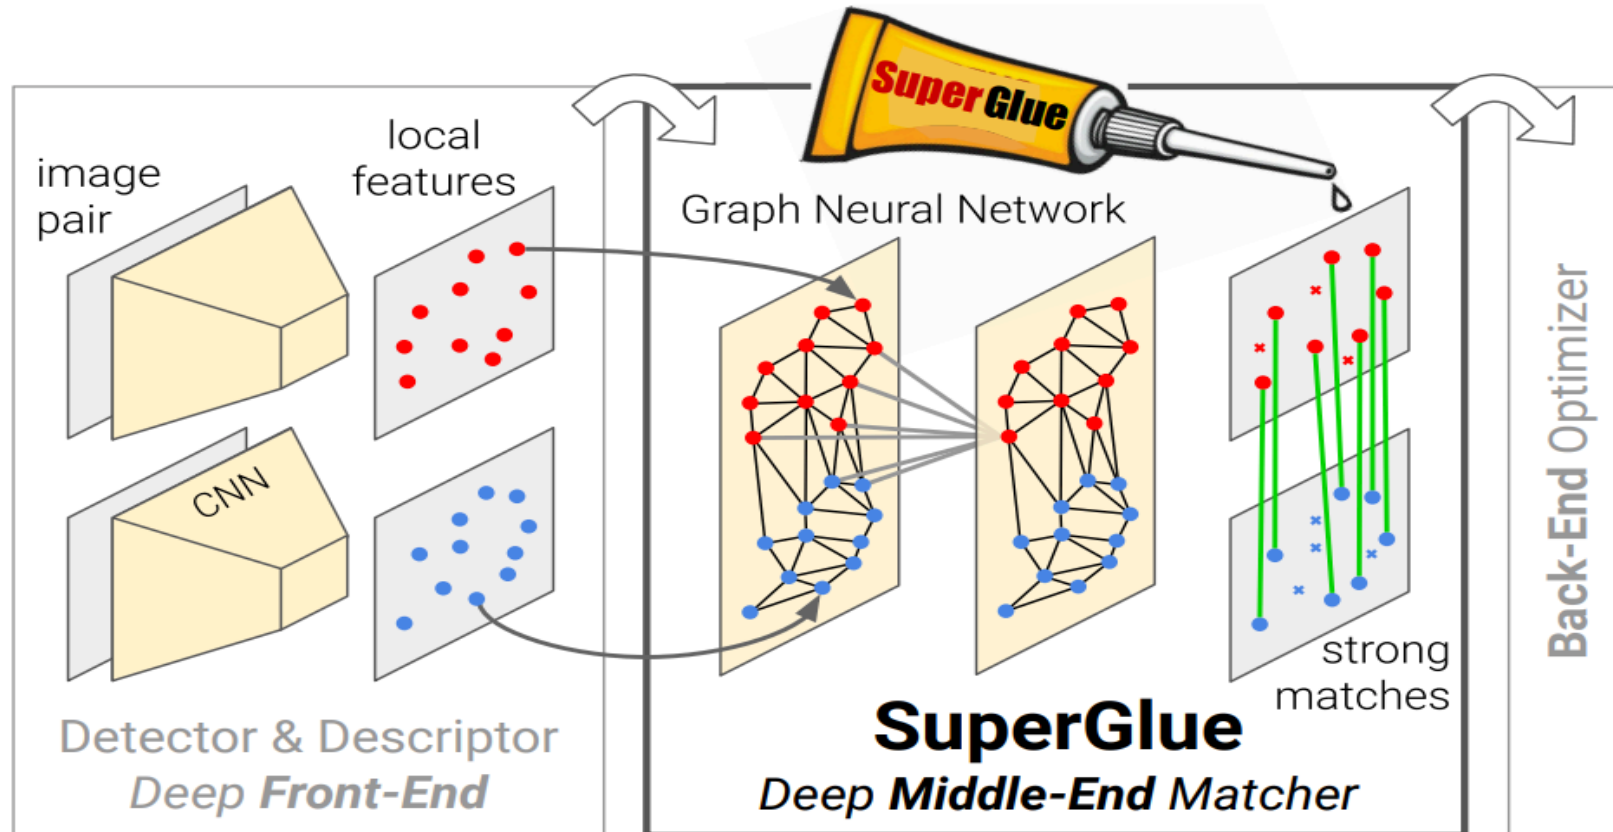 SuperGlue
image
pair
local
features
CNN
Detector & Descriptor
Deep Front-End
Graph Neural Network
strong
matches
SuperGlue
Deep Middle-End Matcher
Back-End Optimizer